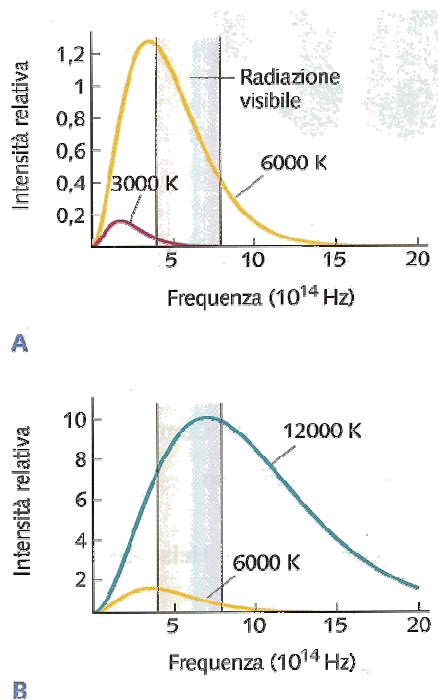 1,2
1
0,8
0,6
0,4
0,2
Intensità relativa
Radiazione
visibile
6000 K
3000 K
5
10
15
20
Frequenza (10¹⁴ Hz)
A
10
8
6
4
2
Intensità relativa
12000 K
6000 K
5
10
15
20
Frequenza (10¹⁴ Hz)
B